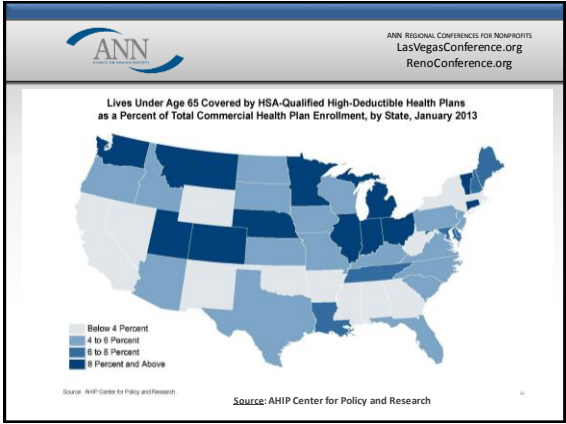 ANN REGIONAL CONFERENCES FOR NONPROFITS
LasVegasConference.org
RenoConference.org
ANN
Lives Under Age 65 Covered by HSA-Qualified High-Deductible Health Plans
as a Percent of Total Commercial Health Plan Enrollment, by State, January 2013
Below 4 Percent
4 to 6 Percent
6 to 8 Percent
8 Percent and Above
Source: AHIP Center for Policy and Research.
Source: AHIP Center for Policy and Research